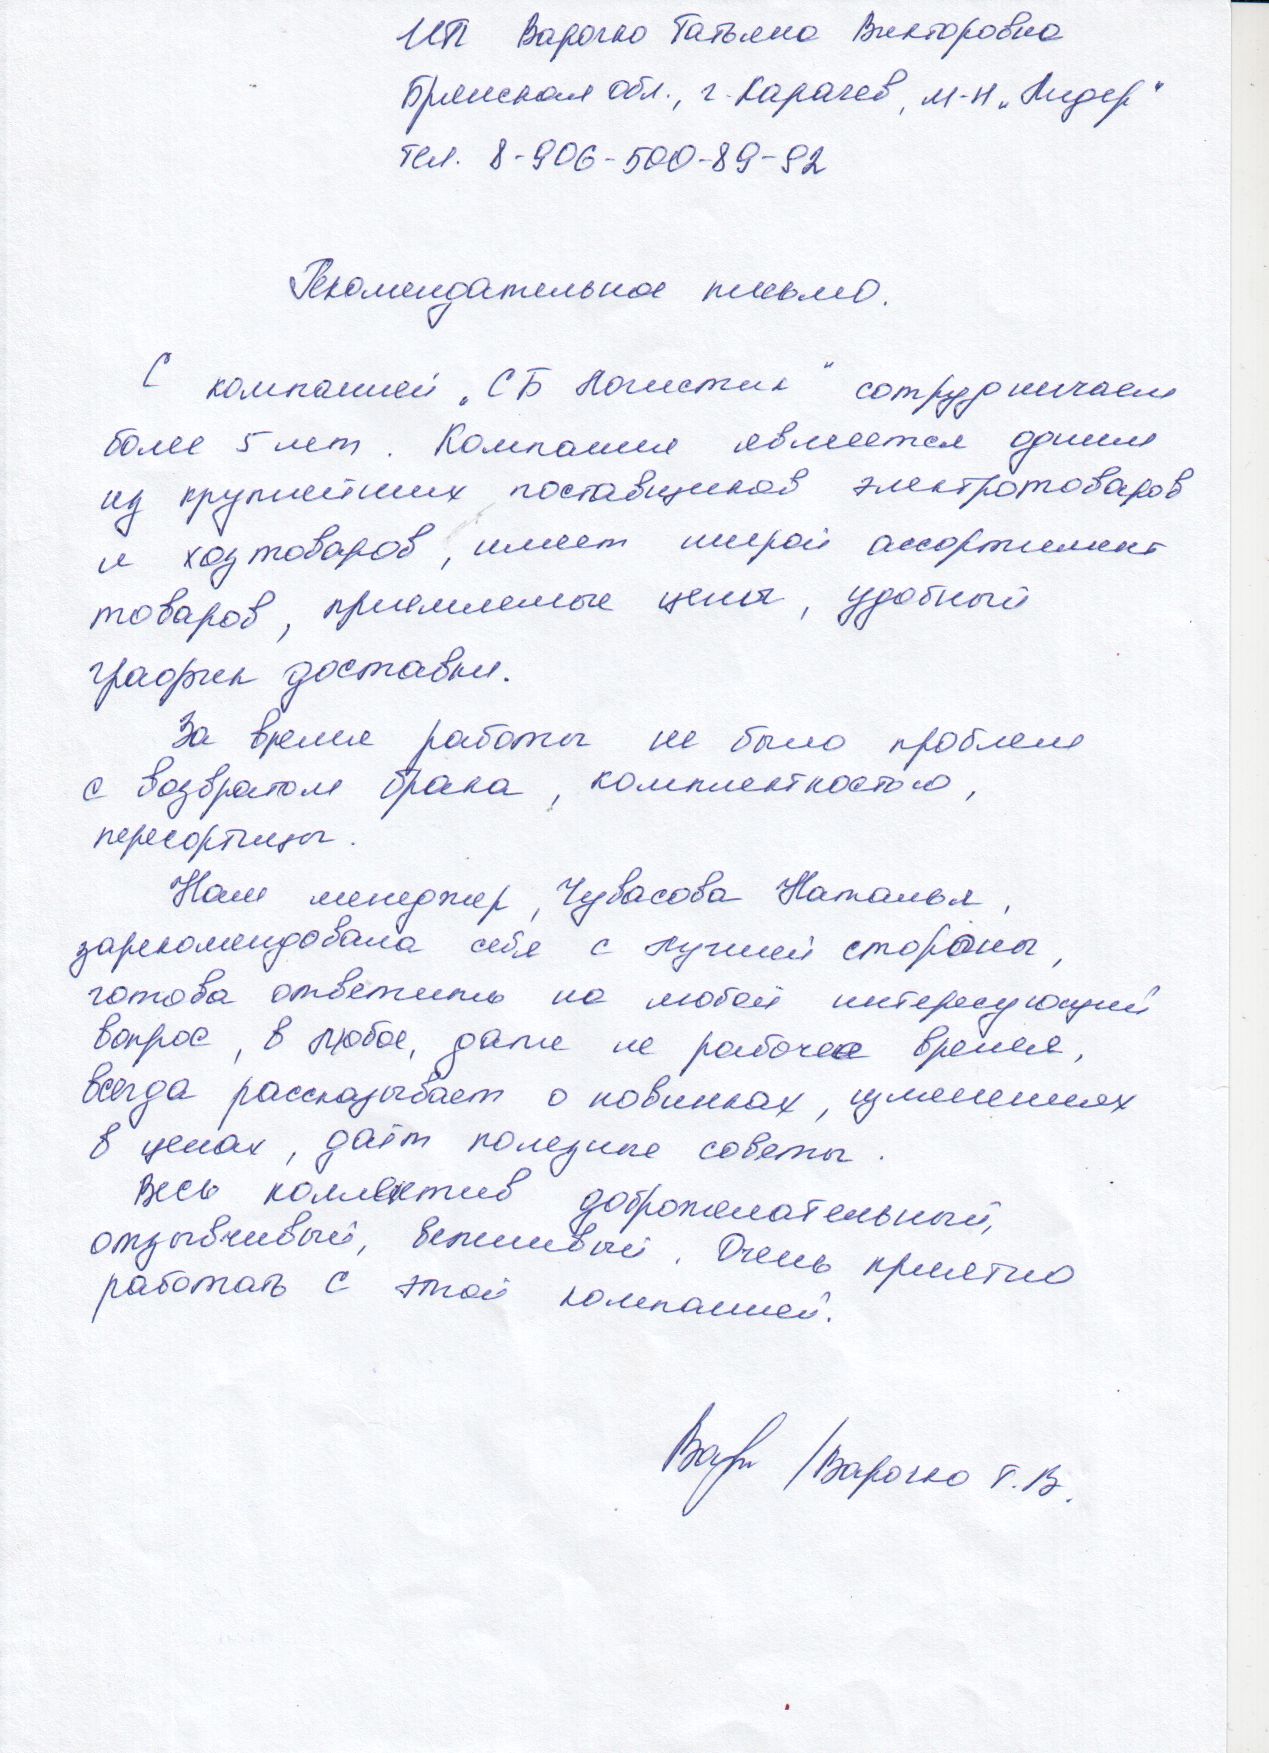 ИП Варочко Татьяна Викторовна
Брянская обл., г. Карачев, м-н „Лидер"
тел. 8-906-500-89-92
Рекомендательное письмо.
С компанией „СБ Логистик" сотрудничаем
более 5 лет. Компания является одним
из крупнейших поставщиков электротоваров
и хозтоваров, имеет широй ассортимент
товаров, приемлемые цены, удобный
график доставки.
За время работы не было проблем
с возвратом брака, комплектностью,
пересортицы.
Наш менеджер, Чувасова Наталья,
зарекомендовала себя с лучшей стороны,
готова ответить на любой интересующий
вопрос, в любое, даже не рабочее время,
всегда рассказывает о новинках, изменениях
в ценах, даёт полезные советы.
Весь коллектив доброжелательный,
отзывчивый, вежливый. Очень приятно
работать с этой компанией.
/Варочко Т.В.